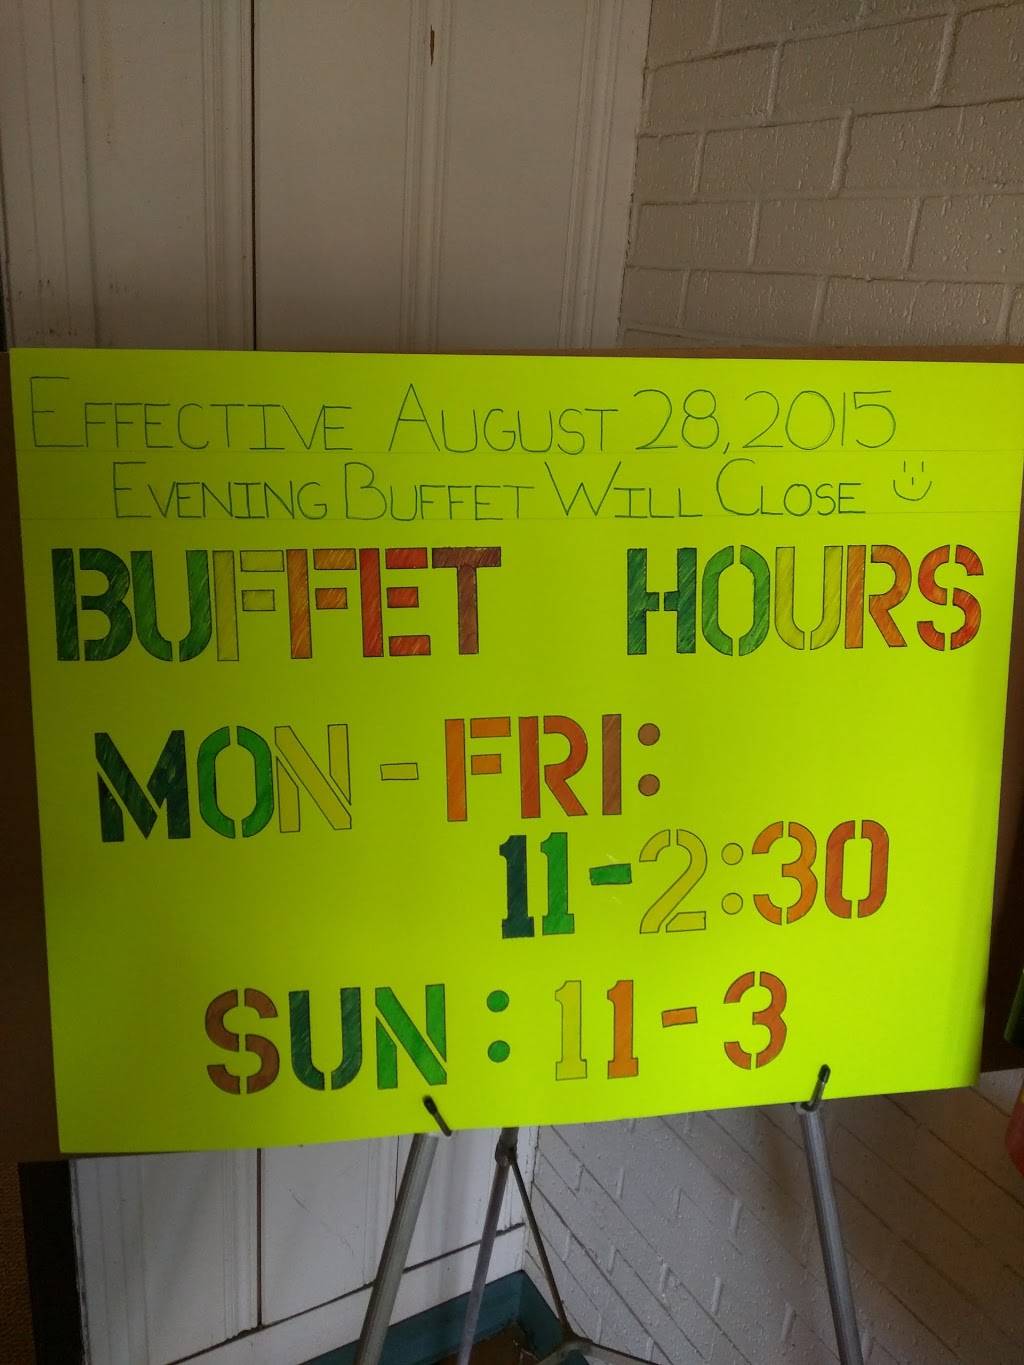 EFFECTIVE AUGUST 28, 2015
EVENING BUFFET WILL CLOSE
BUFFET HOURS
MON-FRI:
11-2:30
SUN: 11-3